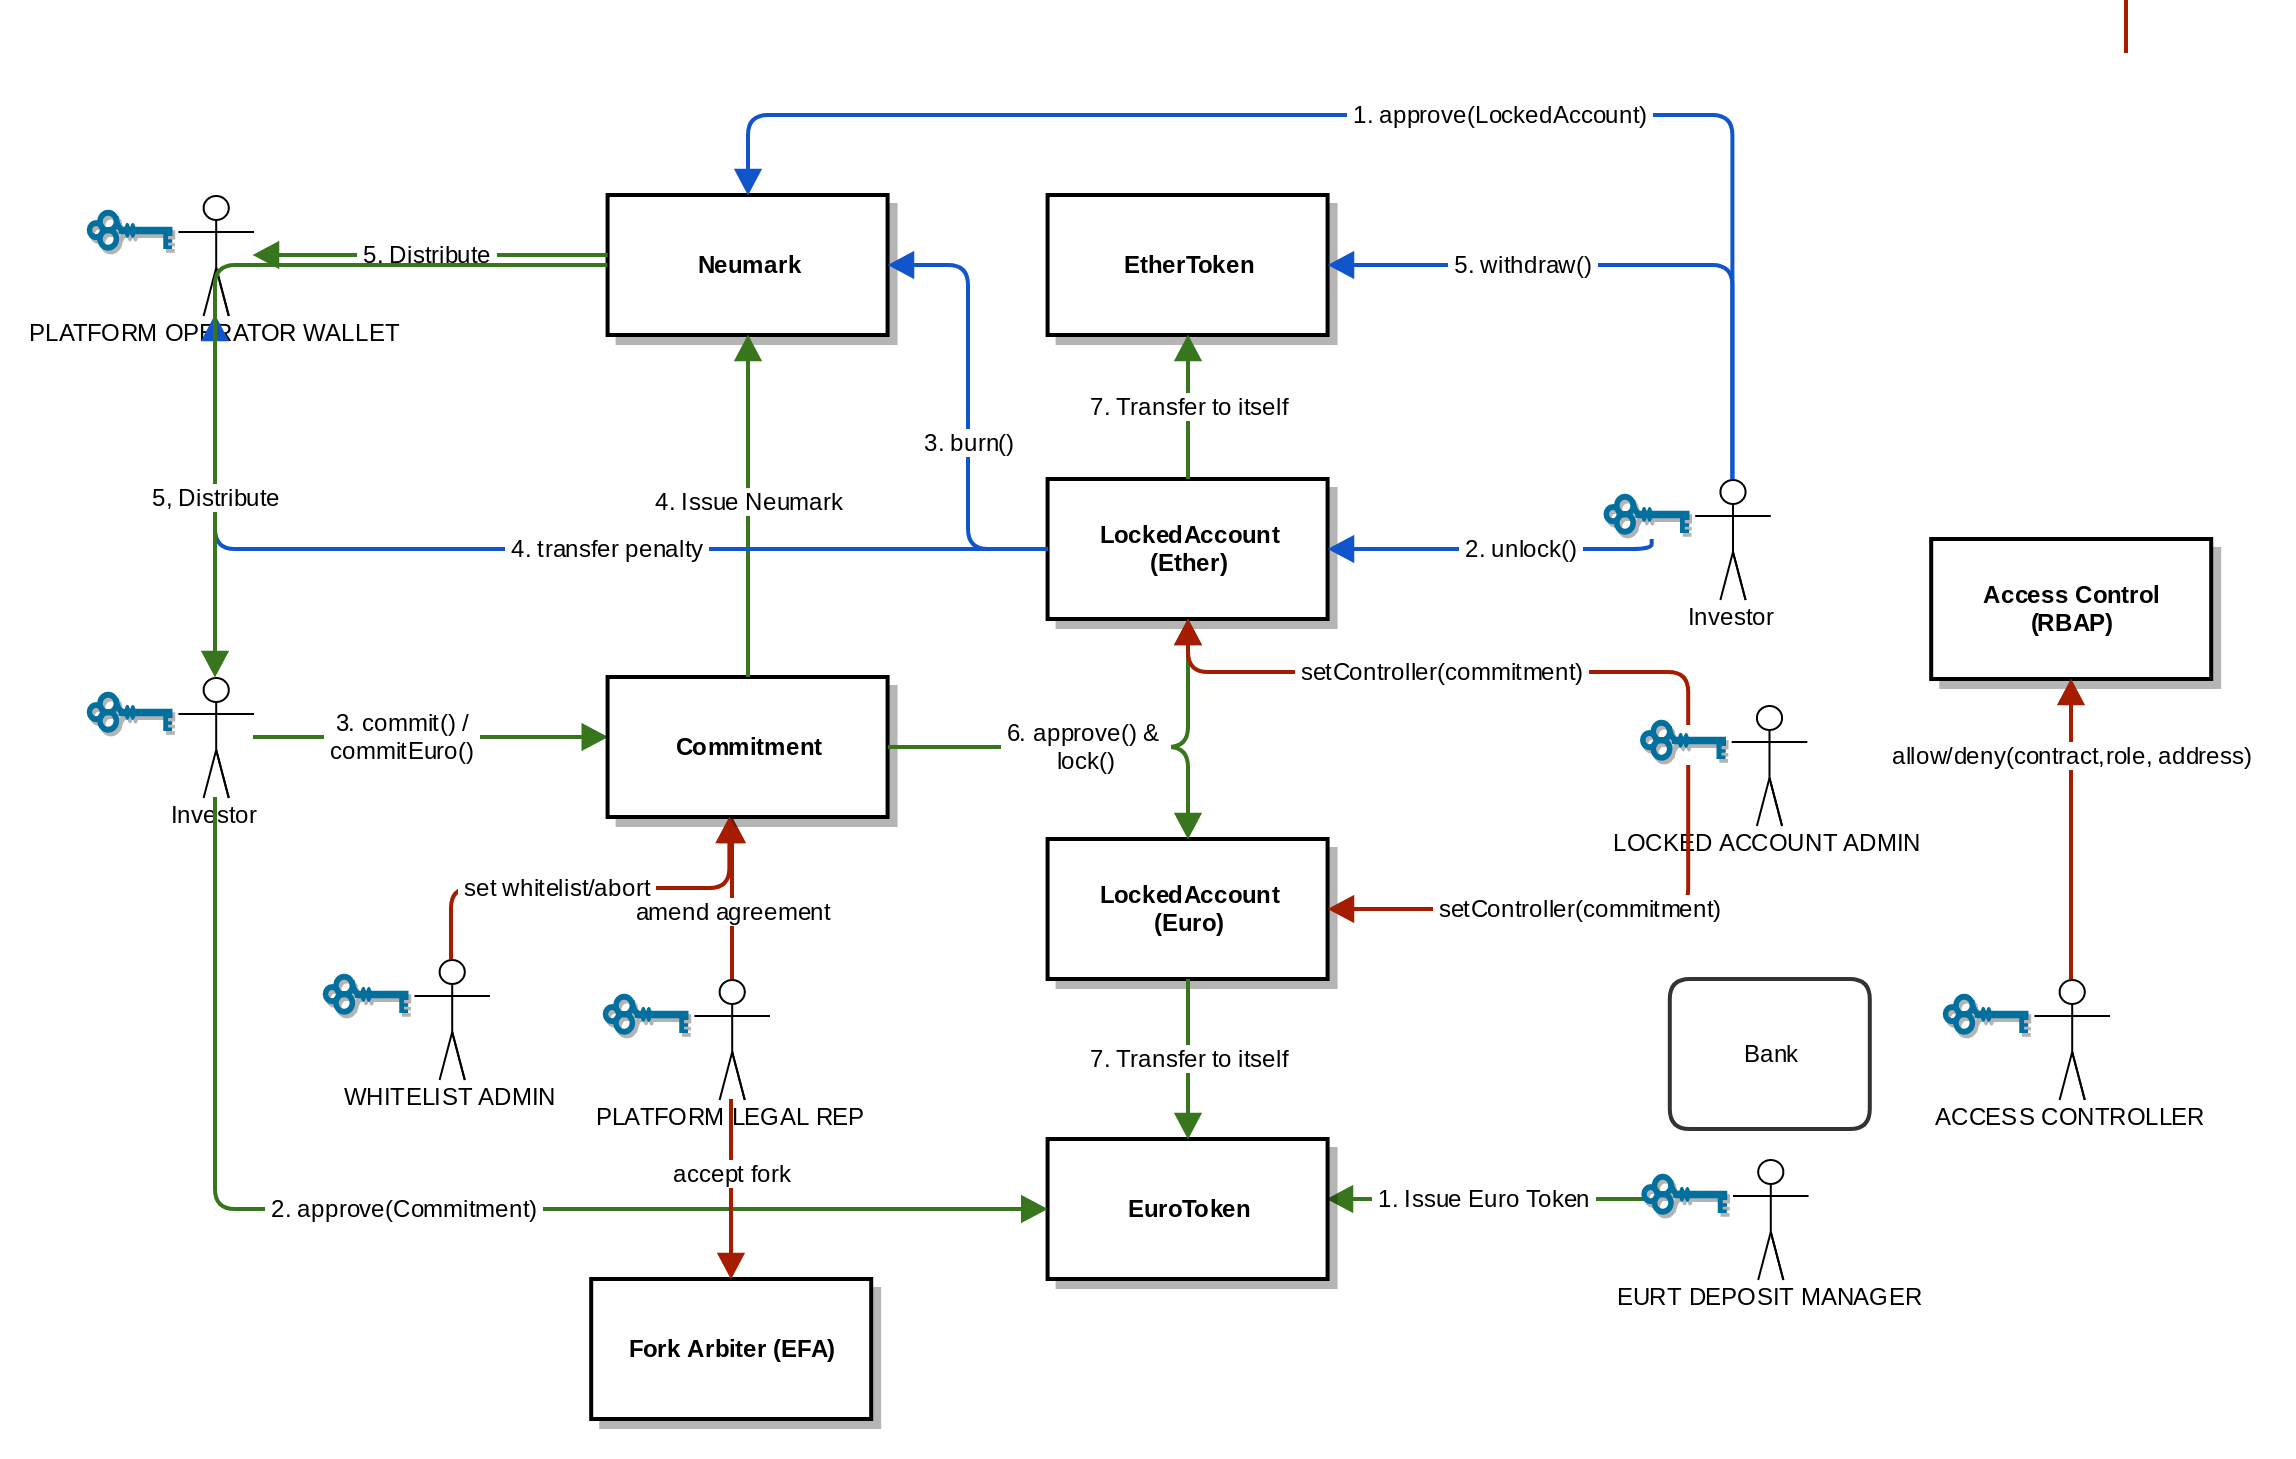 1. approve(LockedAccount)
5. Distribute
Neumark
EtherToken
5. withdraw()
PLATFORM OPERATOR WALLET
7. Transfer to itself
3. burn()
5, Distribute
4. Issue Neumark
4. transfer penalty
LockedAccount
(Ether)
2. unlock()
Investor
Access Control
(RBAP)
setController(commitment)
3. commit() /
commitEuro()
Commitment
6. approve() &
lock()
allow/deny(contract,role, address)
Investor
LOCKED ACCOUNT ADMIN
set whitelist/abort
amend agreement
LockedAccount
(Euro)
setController(commitment)
7. Transfer to itself
Bank
WHITELIST ADMIN
PLATFORM LEGAL REP
ACCESS CONTROLLER
accept fork
2. approve(Commitment)
EuroToken
1. Issue Euro Token
EURT DEPOSIT MANAGER
Fork Arbiter (EFA)